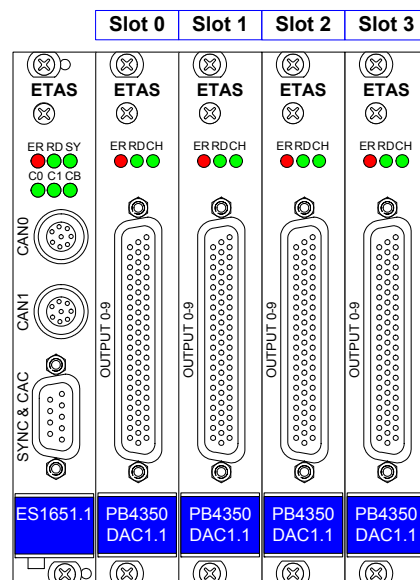 Slot 0 Slot 1 Slot 2 Slot 3
ETAS ETAS ETAS ETAS ETAS
ER RD SY ER RD CH ER RD CH ER RD CH ER RD CH
C0 C1 CB
CAN0
CAN1
SYNC & CAC
OUTPUT 0-9 OUTPUT 0-9 OUTPUT 0-9 OUTPUT 0-9
ES1651.1 PB4350 PB4350 PB4350 PB4350
DAC1.1 DAC1.1 DAC1.1 DAC1.1